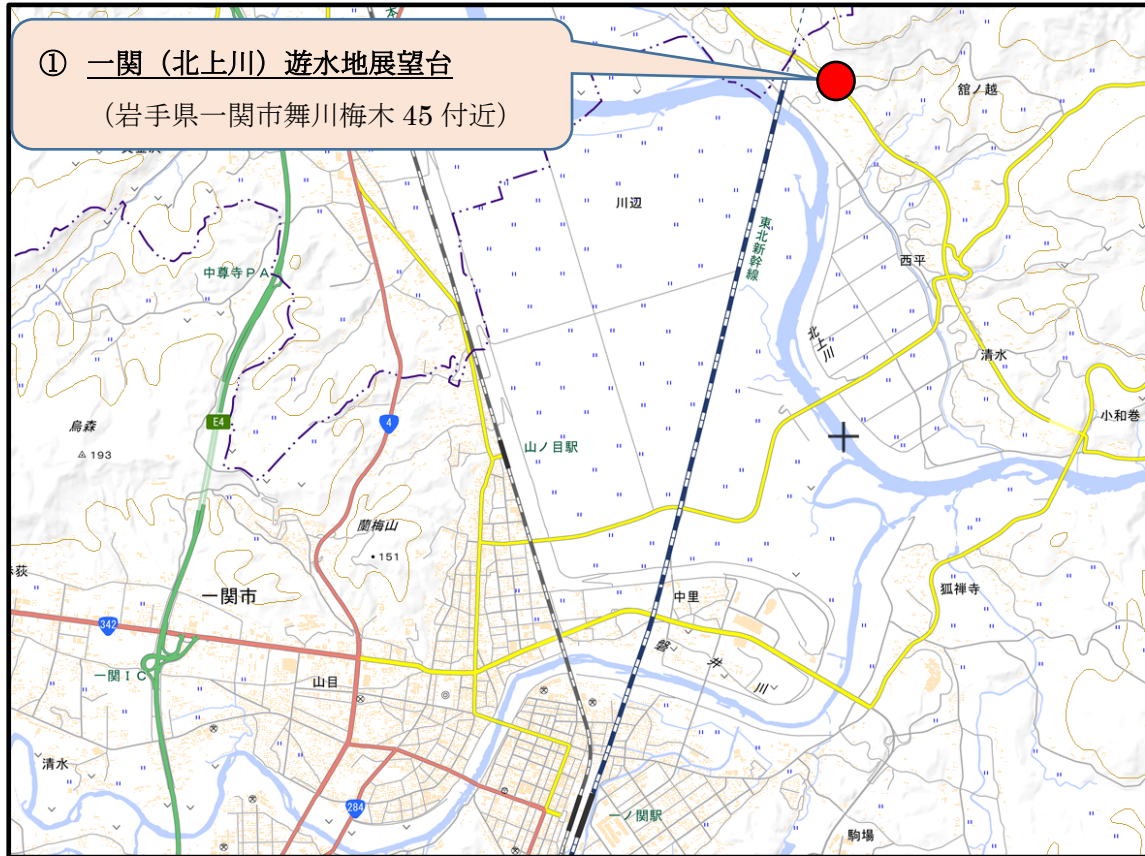 ① 一関（北上川）遊水地展望台
（岩手県一関市舞川梅木 45 付近）
舘ノ越
川辺
東北新幹線
西平
中尊寺ＰＡ
北上川
清水
小和巻
E4
4
烏森
193
山ノ目駅
蘭梅山
151
一関市
中里
狐禅寺
342
磐井川
一関ＩＣ
山目
清水
284
一ノ関駅
駒場